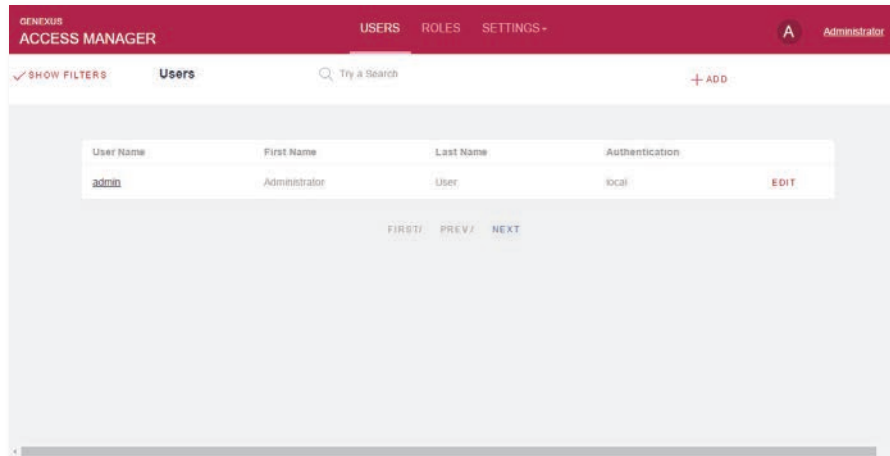 GENEXUS
ACCESS MANAGER
USERS ROLES SETTINGS
A Administrator
SHOW FILTERS Users Try a Search + ADD
User Name First Name Last Name Authentication
admin Administrator User local EDIT
FIRST/ PREV/ NEXT